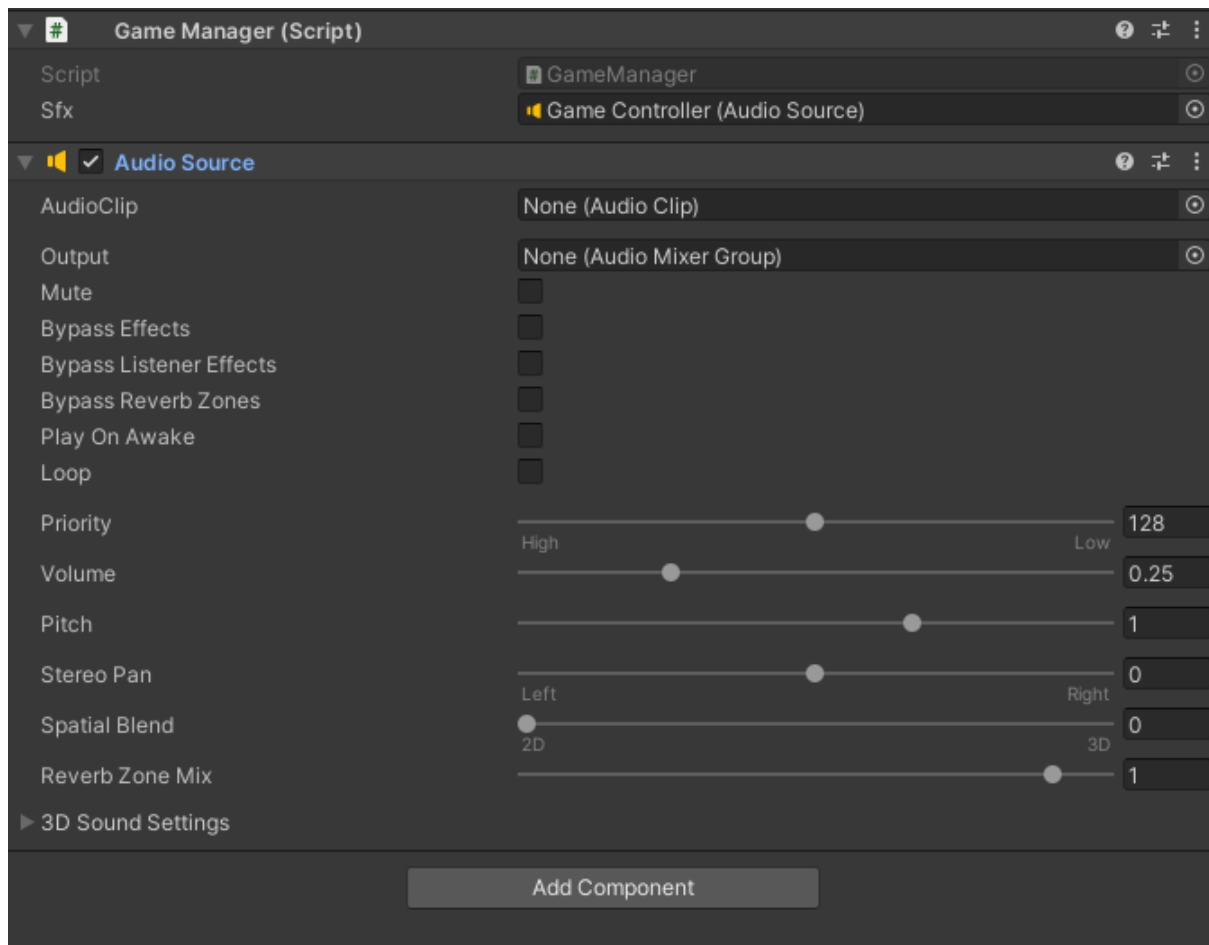 Game Manager (Script)
Script GameManager
Sfx Game Controller (Audio Source)
Audio Source
AudioClip None (Audio Clip)
Output None (Audio Mixer Group)
Mute
Bypass Effects
Bypass Listener Effects
Bypass Reverb Zones
Play On Awake
Loop
Priority 128
High Low
Volume 0.25
Pitch 1
Stereo Pan 0
Left Right
Spatial Blend 0
2D 3D
Reverb Zone Mix 1
3D Sound Settings
Add Component